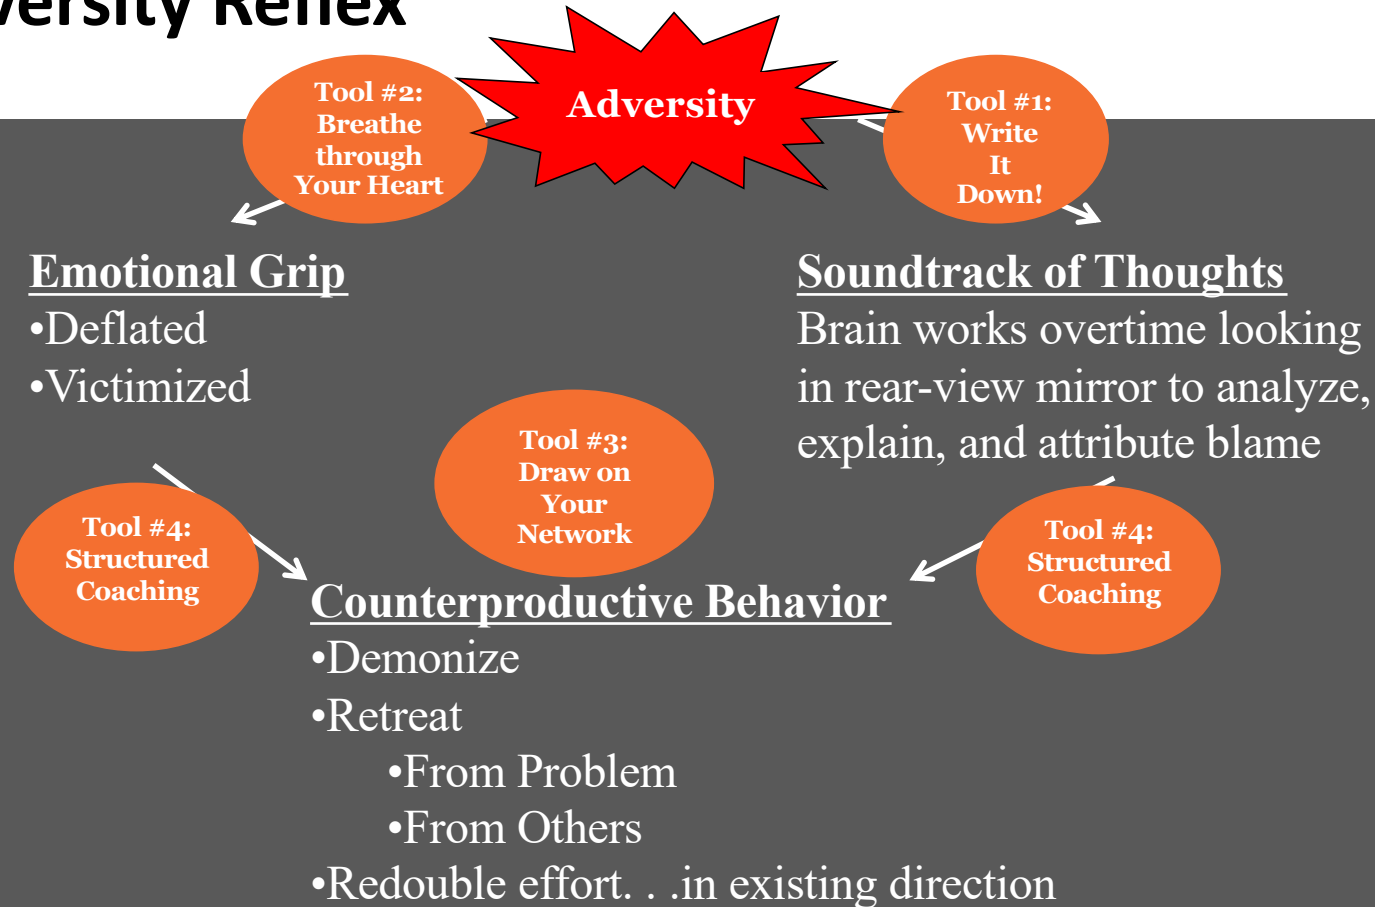 Reflex
Adversity
Tool #2:
Breathe
through
Your Heart
Tool #1:
Write
It
Down!
Emotional Grip
•Deflated
•Victimized
Soundtrack of Thoughts
Brain works overtime looking
in rear-view mirror to analyze,
explain, and attribute blame
Tool #3:
Draw on
Your
Network
Tool #4:
Structured
Coaching
Tool #4:
Structured
Coaching
Counterproductive Behavior
•Demonize
•Retreat
•From Problem
•From Others
•Redouble effort. . .in existing direction